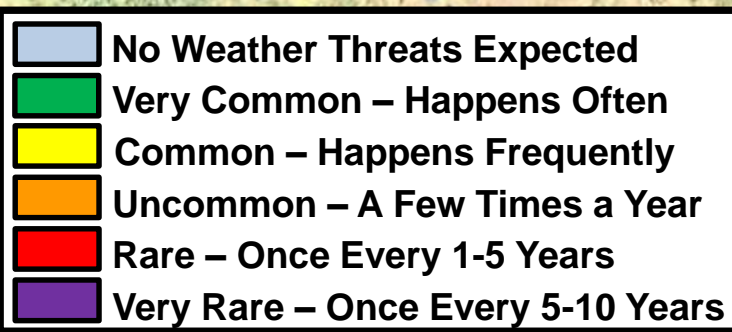 No Weather Threats Expected
Very Common – Happens Often
Common – Happens Frequently
Uncommon – A Few Times a Year
Rare – Once Every 1-5 Years
Very Rare – Once Every 5-10 Years